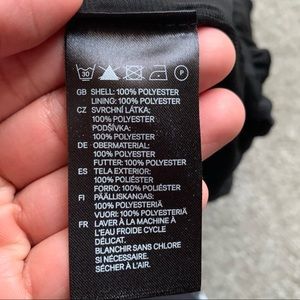 30 P
GB SHELL: 100% POLYESTER
LINING: 100% POLYESTER
CZ SVRCHNÍ LÁTKA:
100% POLYESTER
PODŠÍVKA:
100% POLYESTER
DE OBERMATERIAL:
100% POLYESTER
FUTTER: 100% POLYESTER
ES TELA EXTERIOR:
100% POLIÉSTER
FORRO: 100% POLIÉSTER
FI PÄÄLLISKANGAS:
100% POLYESTERIÄ
VUORI: 100% POLYESTERIÄ
FR LAVER À LA MACHINE À
L'EAU FROIDE CYCLE
DÉLICAT.
BLANCHIR SANS CHLORE
SI NÉCESSAIRE.
SÉCHER À L'AIR.